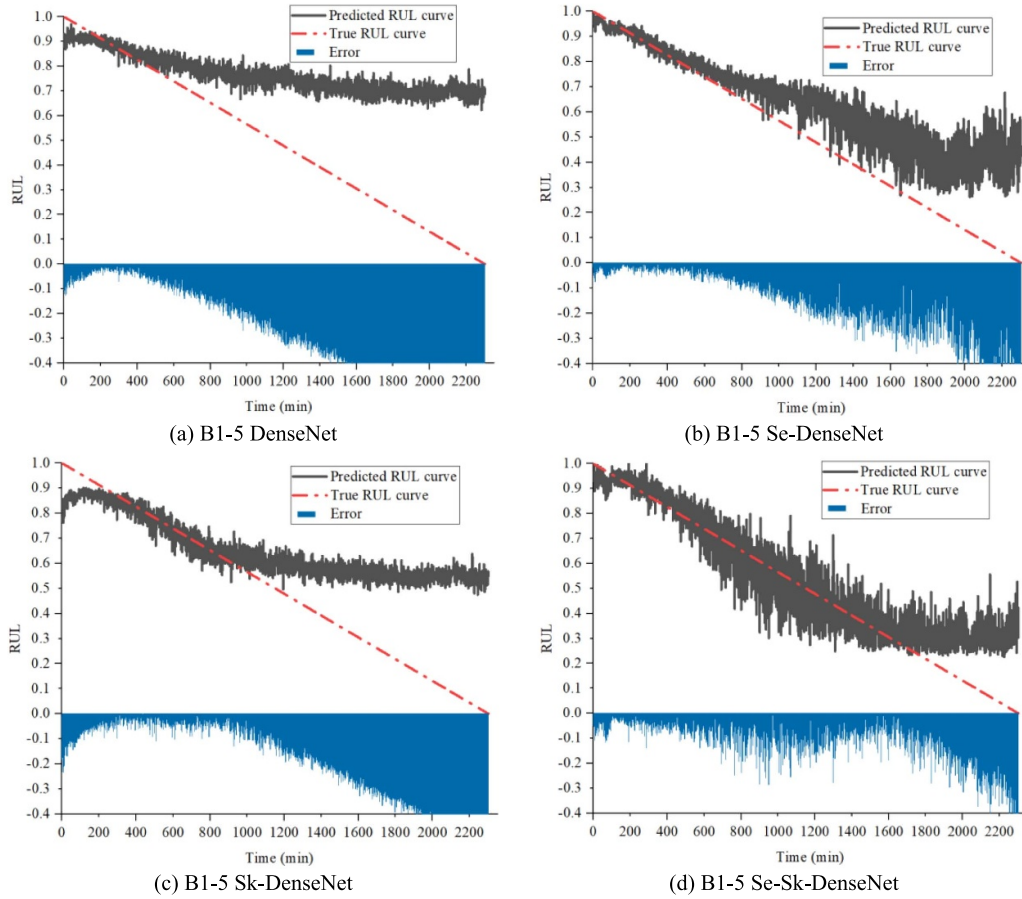 Predicted RUL curve
True RUL curve
Error
1.0
0.9
0.8
0.7
0.6
0.5
0.4
0.3
0.2
0.1
0.0
-0.1
-0.2
-0.3
-0.4
RUL
0 200 400 600 800 1000 1200 1400 1600 1800 2000 2200
Time (min)
(a) B1-5 DenseNet
Predicted RUL curve
True RUL curve
Error
1.0
0.9
0.8
0.7
0.6
0.5
0.4
0.3
0.2
0.1
0.0
-0.1
-0.2
-0.3
-0.4
RUL
0 200 400 600 800 1000 1200 1400 1600 1800 2000 2200
Time (min)
(b) B1-5 Se-DenseNet
Predicted RUL curve
True RUL curve
Error
1.0
0.9
0.8
0.7
0.6
0.5
0.4
0.3
0.2
0.1
0.0
-0.1
-0.2
-0.3
-0.4
RUL
0 200 400 600 800 1000 1200 1400 1600 1800 2000 2200
Time (min)
(c) B1-5 Sk-DenseNet
Predicted RUL curve
True RUL curve
Error
1.0
0.9
0.8
0.7
0.6
0.5
0.4
0.3
0.2
0.1
0.0
-0.1
-0.2
-0.3
-0.4
RUL
0 200 400 600 800 1000 1200 1400 1600 1800 2000 2200
Time (min)
(d) B1-5 Se-Sk-DenseNet